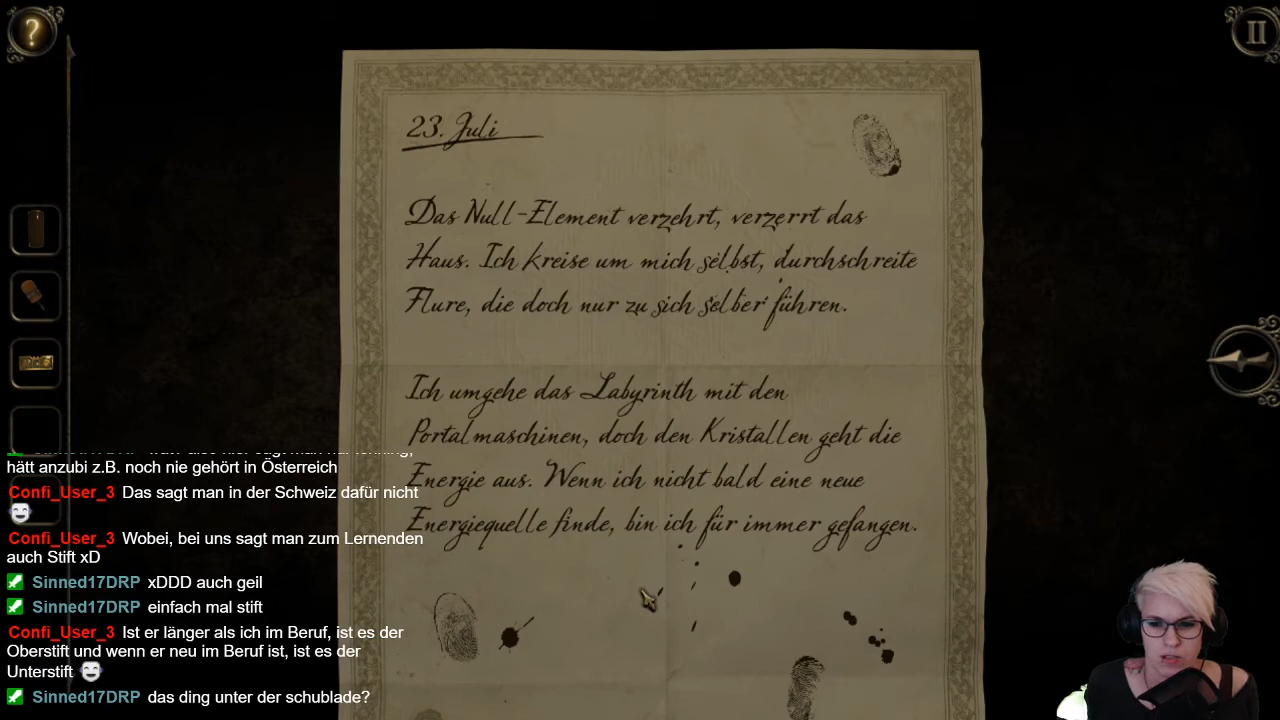 23. Juli
Das Null-Element verzehrt, verzerrt das
Haus. Ich kreise um mich selbst, durchschreite
Flure, die doch nur zu sich selber führen.
Ich umgehe das Labyrinth mit den
Portalmaschinen, doch den Kristallen geht die
Energie aus. Wenn ich nicht bald eine neue
Energiequelle finde, bin ich für immer gefangen.
hätt anzubi z.B. noch nie gehört in Österreich
Confi_User_3 Das sagt man in der Schweiz dafür nicht
Confi_User_3 Wobei, bei uns sagt man zum Lernenden
auch Stift xD
Sinned17DRP xDDD auch geil
Sinned17DRP einfach mal stift
Confi_User_3 Ist er länger als ich im Beruf, ist es der
Oberstift und wenn er neu im Beruf ist, ist es der
Unterstift
Sinned17DRP das ding unter der schublade?
?